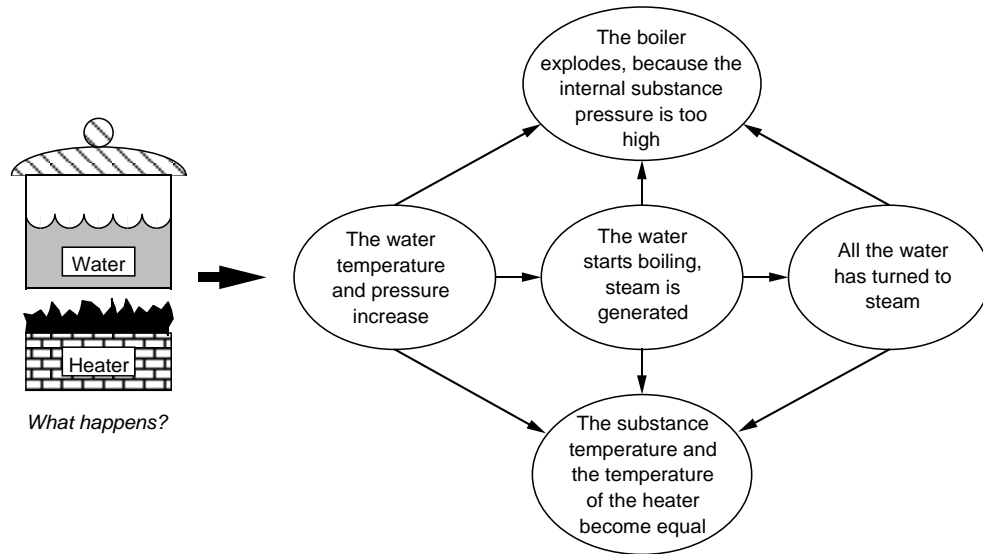 The boiler
explodes, because the
internal substance
pressure is too
high
Water
Heater
What happens?
The water
temperature
and pressure
increase
The water
starts boiling,
steam is
generated
All the water
has turned to
steam
The substance
temperature and
the temperature
of the heater
become equal